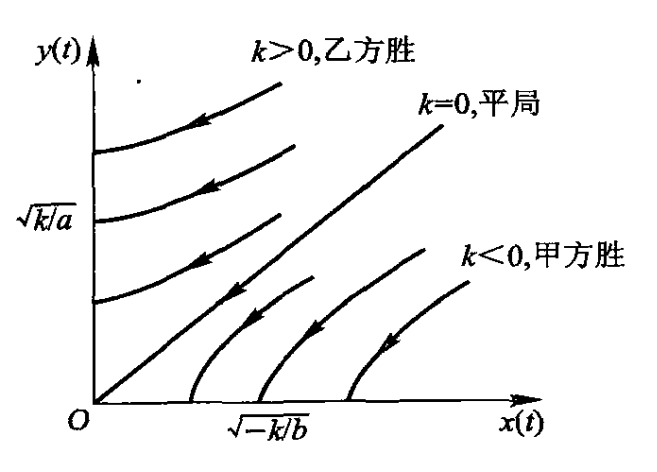 y(t)
k>0,乙方胜
k=0,平局
√k/a
k<0,甲方胜
O
√−k/b
x(t)